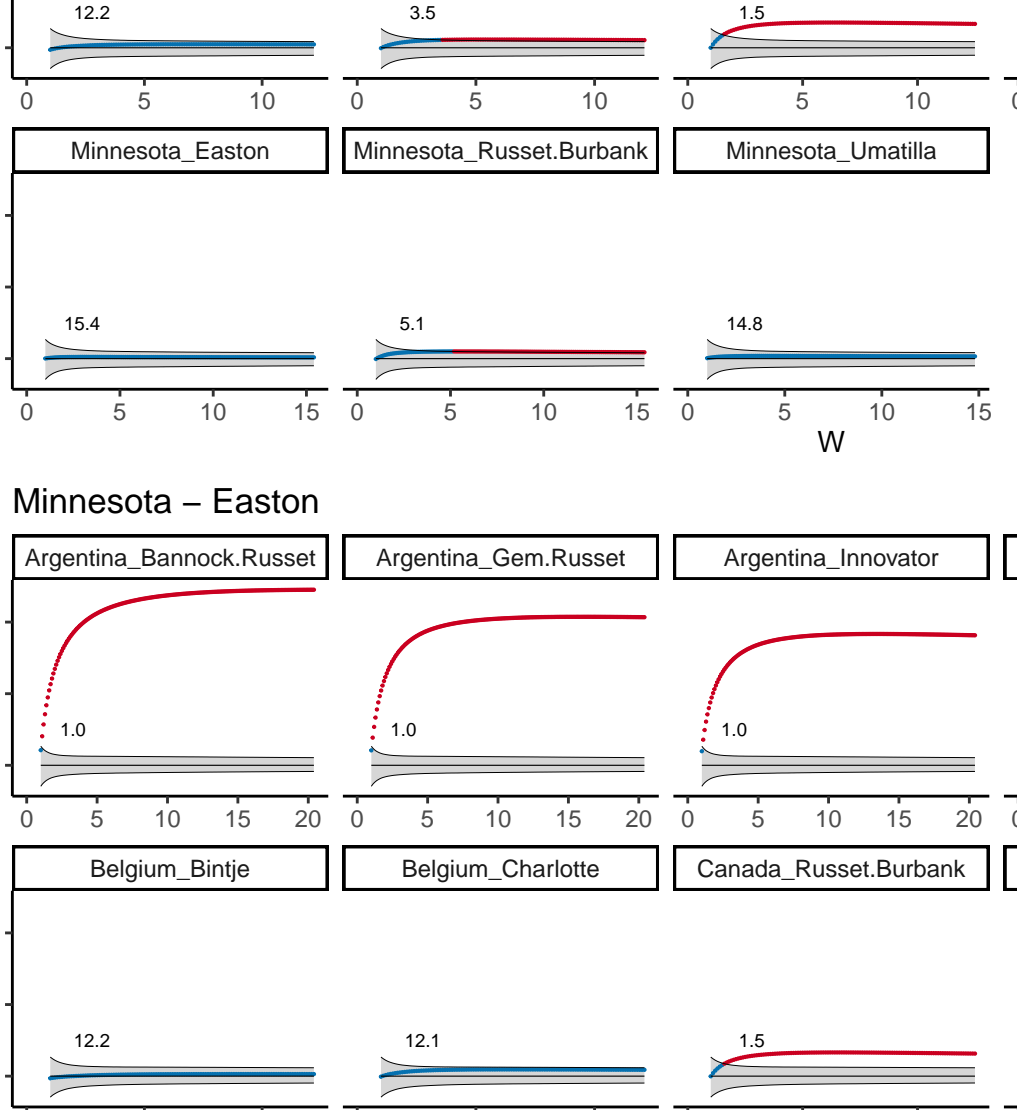 12.2 3.5 1.5
0 5 10 0 5 10 0 5 10
Minnesota_Easton Minnesota_Russet.Burbank Minnesota_Umatilla
15.4 5.1 14.8
0 5 10 15 0 5 10 15 0 5 10 15
W
Minnesota − Easton
Argentina_Bannock.Russet Argentina_Gem.Russet Argentina_Innovator
1.0 1.0 1.0
0 5 10 15 20 0 5 10 15 20 0 5 10 15 20
Belgium_Bintje Belgium_Charlotte Canada_Russet.Burbank
12.2 12.1 1.5